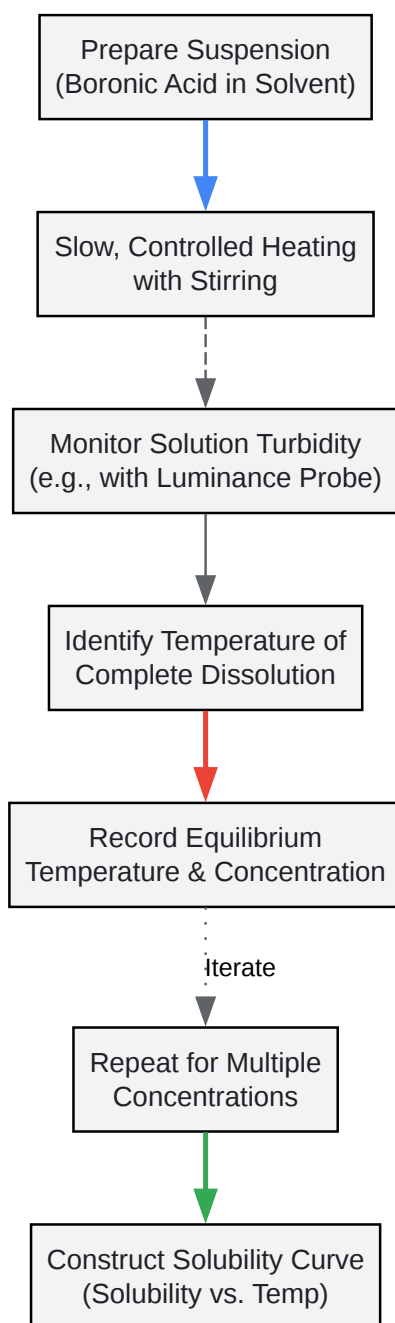 Prepare Suspension
(Boronic Acid in Solvent)
Slow, Controlled Heating
with Stirring
Monitor Solution Turbidity
(e.g., with Luminance Probe)
Identify Temperature of
Complete Dissolution
Record Equilibrium
Temperature & Concentration
Iterate
Repeat for Multiple
Concentrations
Construct Solubility Curve
(Solubility vs. Temp)